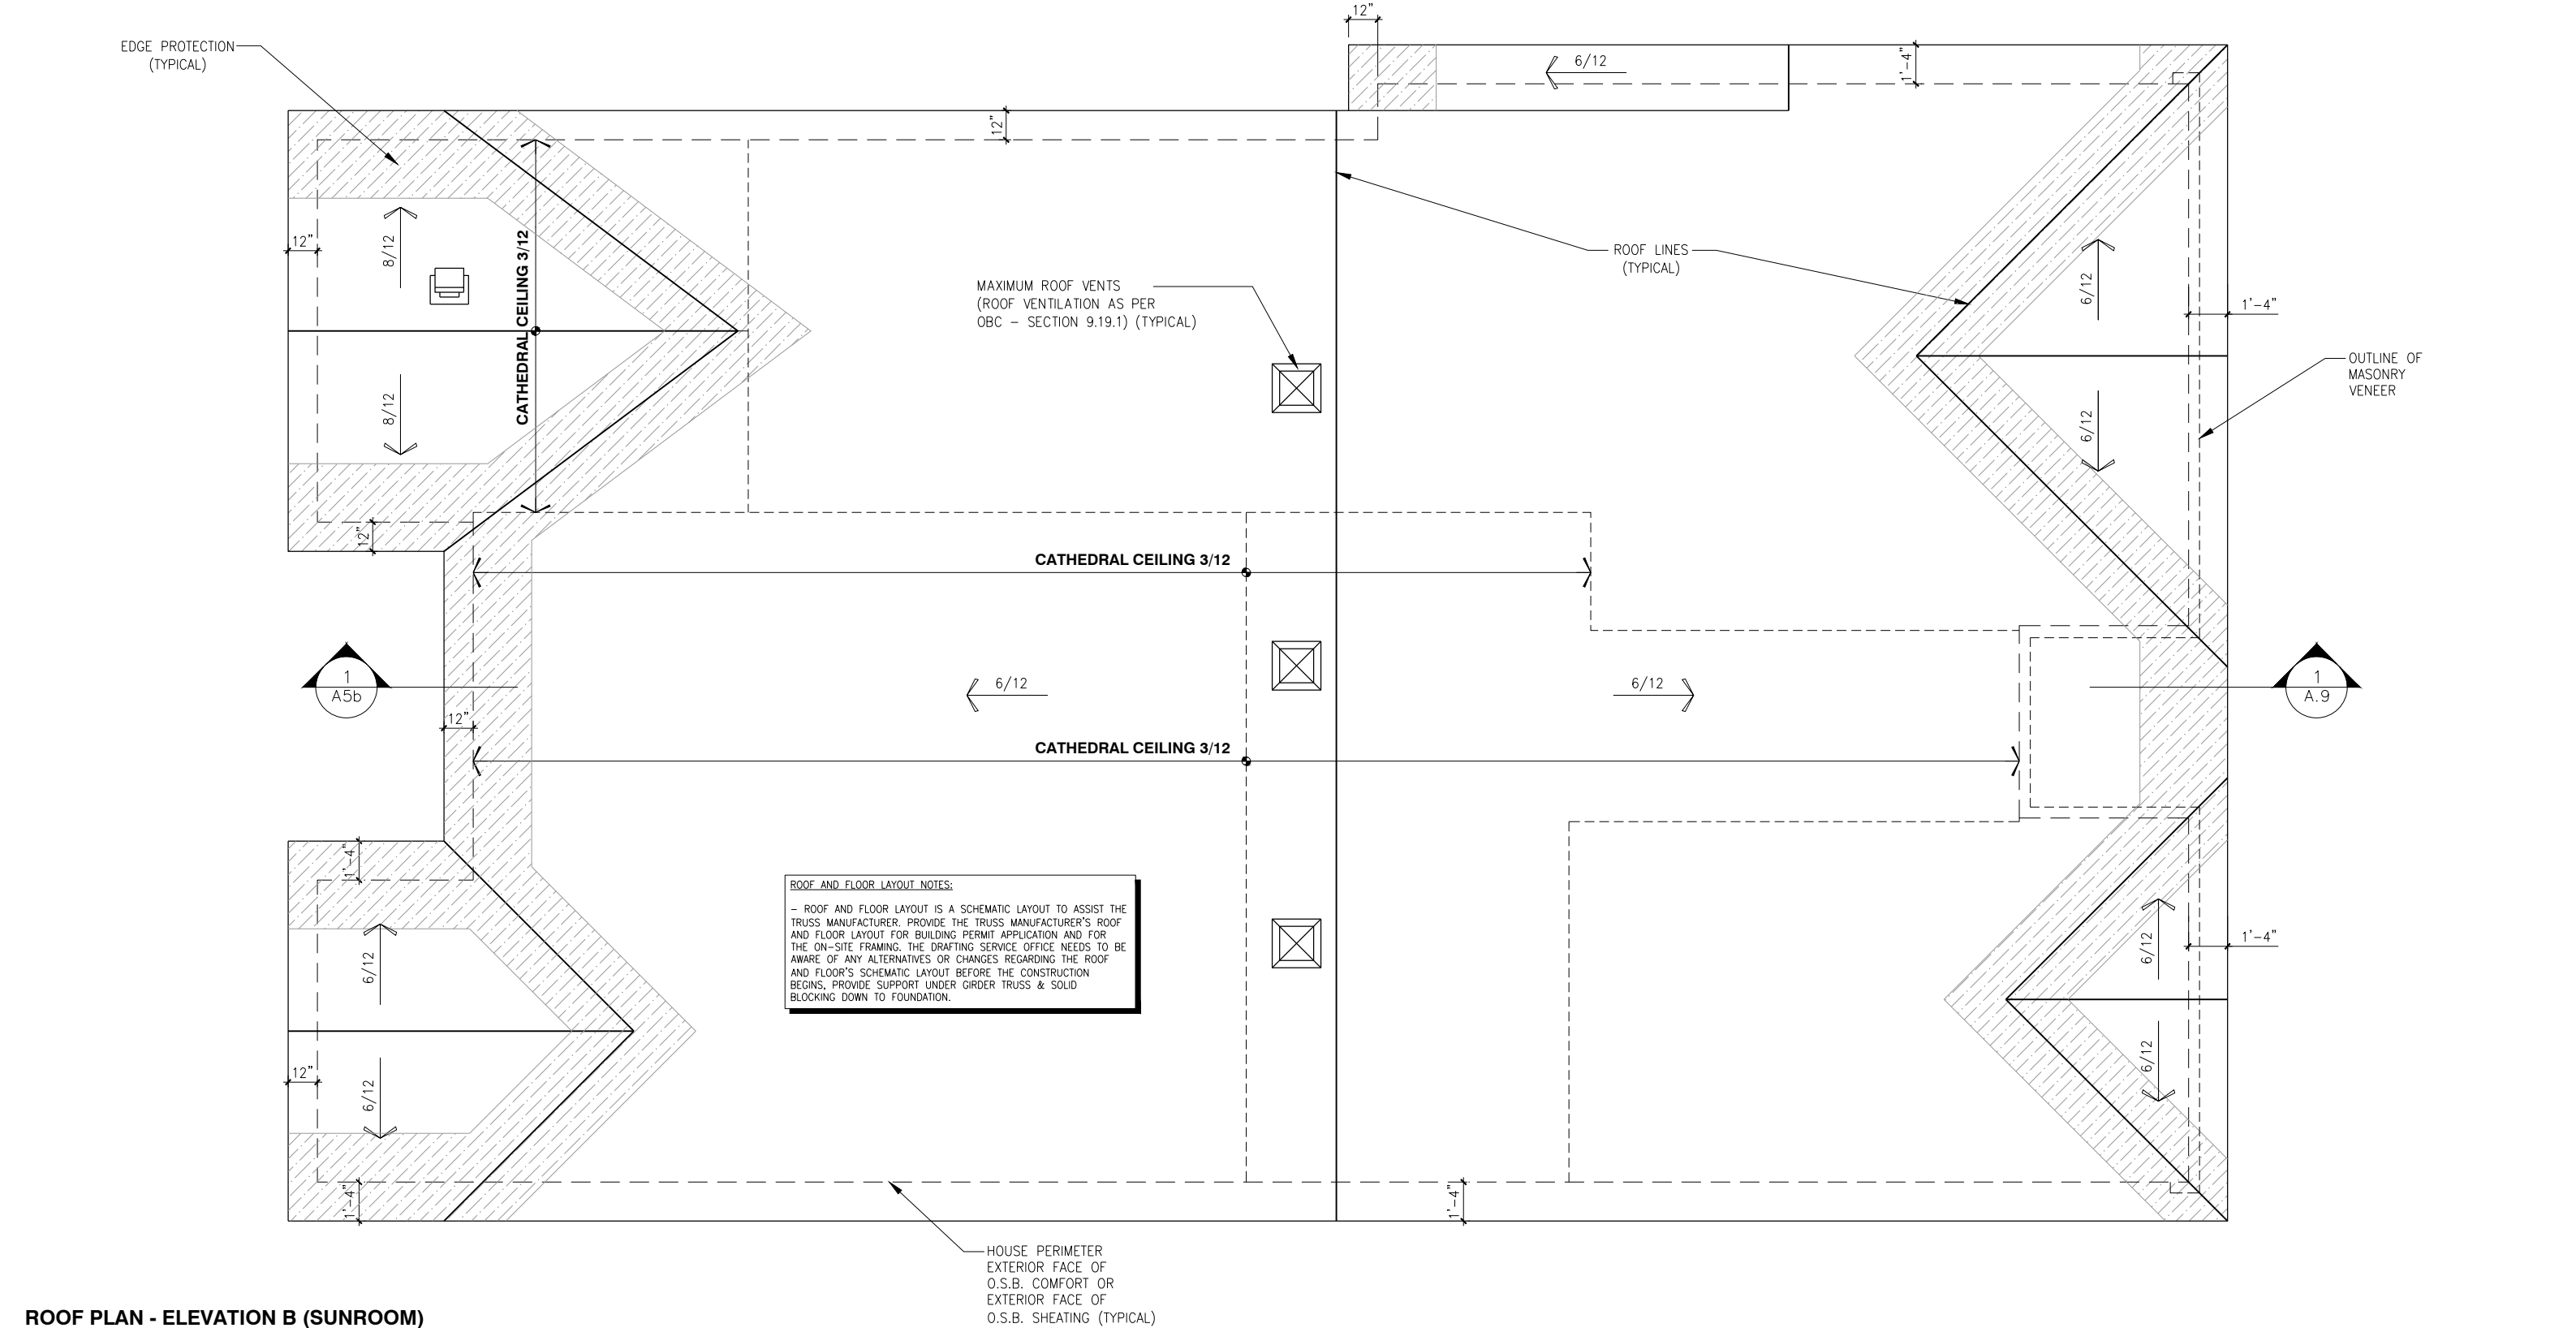 12"
EDGE PROTECTION
(TYPICAL)
6/12
1'-4"
12"
12"
8/12
CATHEDRAL CEILING 3/12
8/12
12"
MAXIMUM ROOF VENTS
(ROOF VENTILATION AS PER
OBC – SECTION 9.19.1) (TYPICAL)
ROOF LINES
(TYPICAL)
6/12
6/12
1'-4"
OUTLINE OF
MASONRY
VENEER
CATHEDRAL CEILING 3/12
1
A5b
12"
6/12
6/12
1
A.9
CATHEDRAL CEILING 3/12
1'-4"
6/12
6/12
12"
1'-4"
ROOF AND FLOOR LAYOUT NOTES:
– ROOF AND FLOOR LAYOUT IS A SCHEMATIC LAYOUT TO ASSIST THE
TRUSS MANUFACTURER. PROVIDE THE TRUSS MANUFACTURER'S ROOF
AND FLOOR LAYOUT FOR BUILDING PERMIT APPLICATION AND FOR
THE ON-SITE FRAMING. THE DRAFTING SERVICE OFFICE NEEDS TO BE
AWARE OF ANY ALTERNATIVES OR CHANGES REGARDING THE ROOF
AND FLOOR'S SCHEMATIC LAYOUT BEFORE THE CONSTRUCTION
BEGINS, PROVIDE SUPPORT UNDER GIRDER TRUSS & SOLID
BLOCKING DOWN TO FOUNDATION.
6/12
6/12
1'-4"
1'-4"
HOUSE PERIMETER
EXTERIOR FACE OF
O.S.B. COMFORT OR
EXTERIOR FACE OF
O.S.B. SHEATING (TYPICAL)
ROOF PLAN - ELEVATION B (SUNROOM)